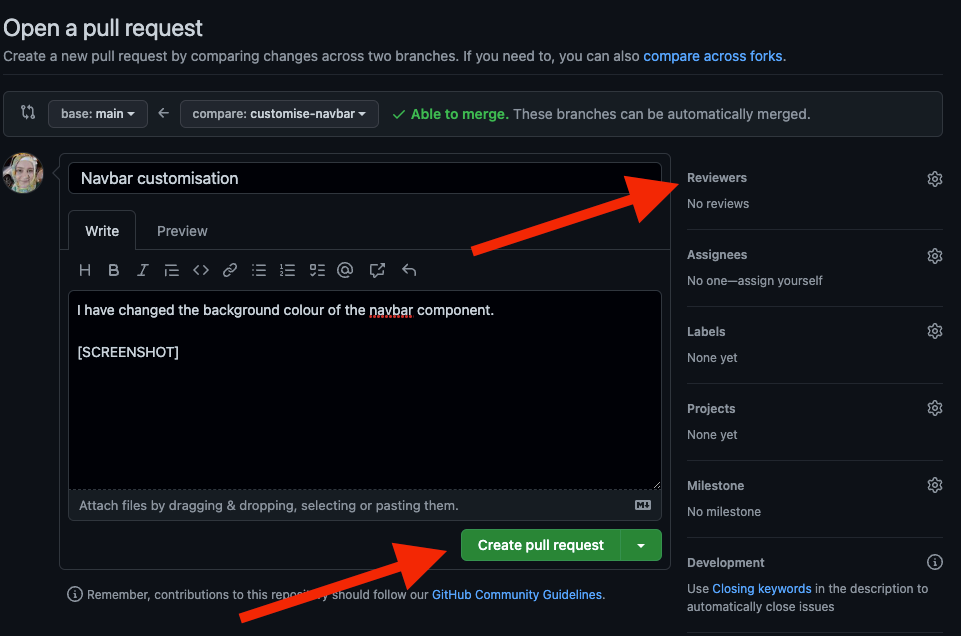 Open a pull request
Create a new pull request by comparing changes across two branches. If you need to, you can also compare across forks.
base: main
compare: customise-navbar
Able to merge. These branches can be automatically merged.
Navbar customisation
Write
Preview
I have changed the background colour of the navbar component.
[SCREENSHOT]
Attach files by dragging & dropping, selecting or pasting them.
Create pull request
Remember, contributions to this repository should follow our GitHub Community Guidelines.
Reviewers
No reviews
Assignees
No one—assign yourself
Labels
None yet
Projects
None yet
Milestone
No milestone
Development
Use Closing keywords in the description to
automatically close issues